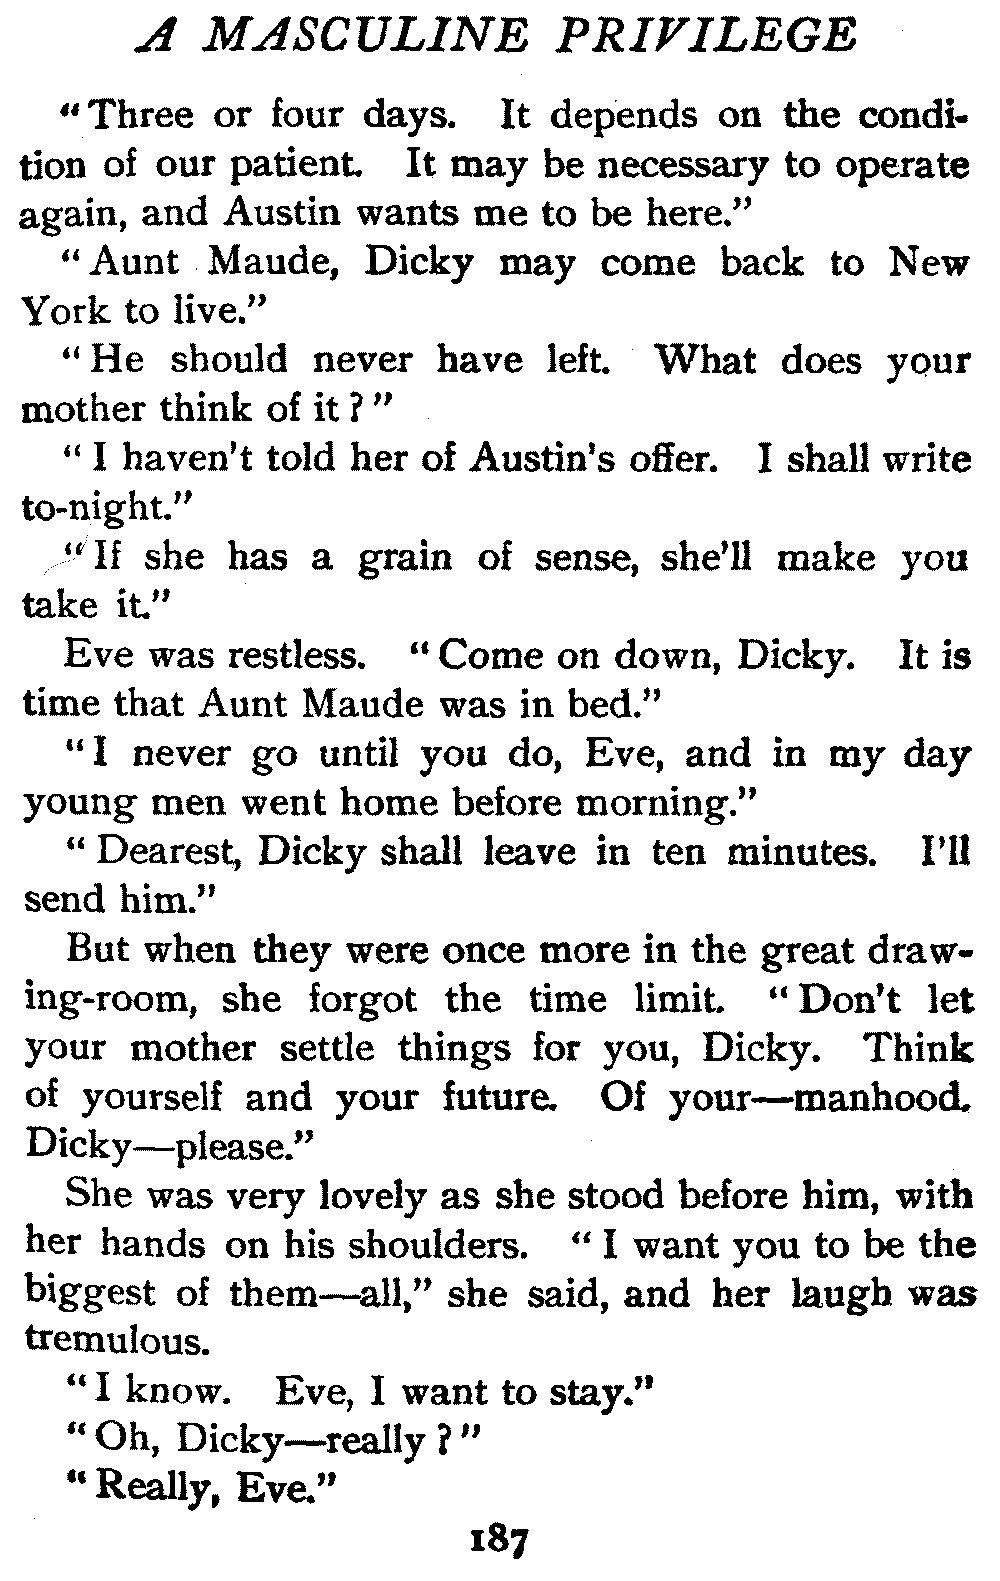 A MASCULINE PRIVILEGE
"Three or four days. It depends on the condi-
tion of our patient. It may be necessary to operate
again, and Austin wants me to be here."
"Aunt Maude, Dicky may come back to New
York to live."
"He should never have left. What does your
mother think of it?"
"I haven't told her of Austin's offer. I shall write
to-night."
"If she has a grain of sense, she'll make you
take it."
Eve was restless. "Come on down, Dicky. It is
time that Aunt Maude was in bed."
"I never go until you do, Eve, and in my day
young men went home before morning."
"Dearest, Dicky shall leave in ten minutes. I'll
send him."
But when they were once more in the great draw-
ing-room, she forgot the time limit. "Don't let
your mother settle things for you, Dicky. Think
of yourself and your future. Of your—manhood.
Dicky—please."
She was very lovely as she stood before him, with
her hands on his shoulders. "I want you to be the
biggest of them—all," she said, and her laugh was
tremulous.
"I know. Eve, I want to stay."
"Oh, Dicky—really?"
"Really, Eve."
187